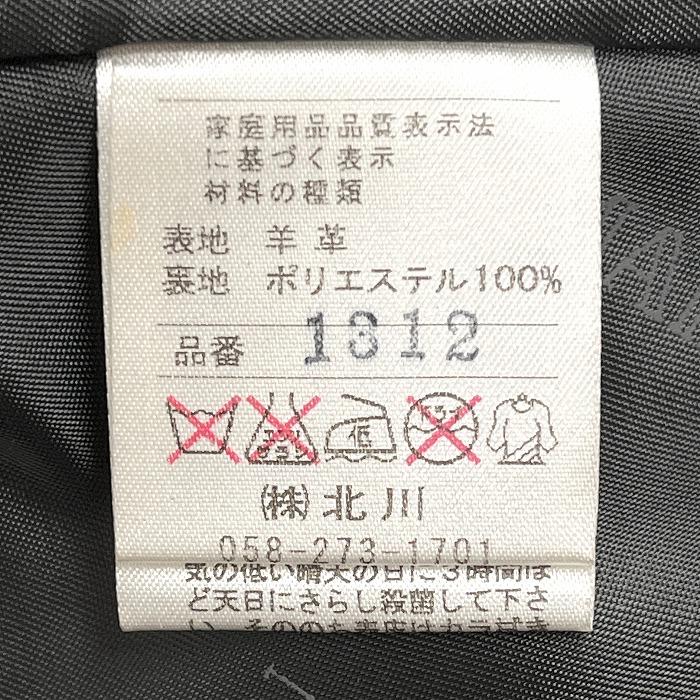 家庭用品品質表示法
に基づく表示
材料の種類
表地 羊革
裏地 ポリエステル100%
品番 1312
低
㈱北川
058-273-1701
気の低い晴天の日に3時間ほ
ど天日にさらし殺菌して下さ